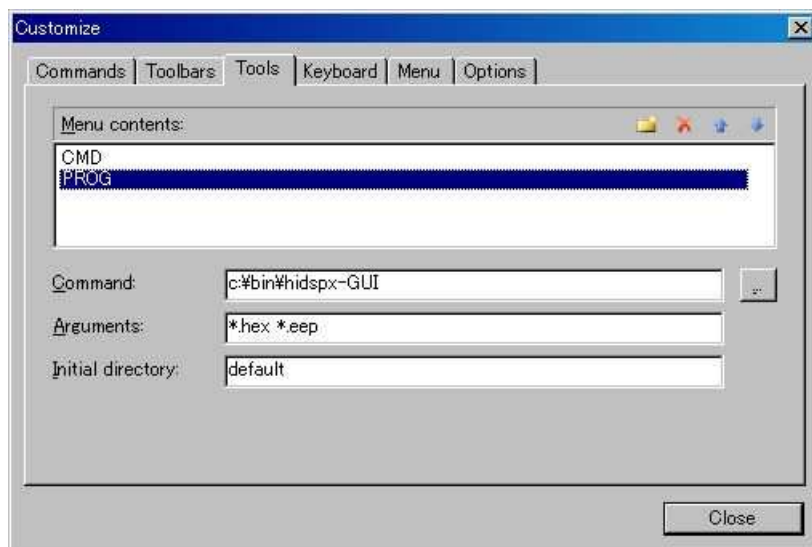 Customize
Commands Toolbars Tools Keyboard Menu Options
Menu contents:
CMD
PROG
Command: c:¥bin¥hidspx-GUI ...
Arguments: *.hex *.eep
Initial directory: default
Close